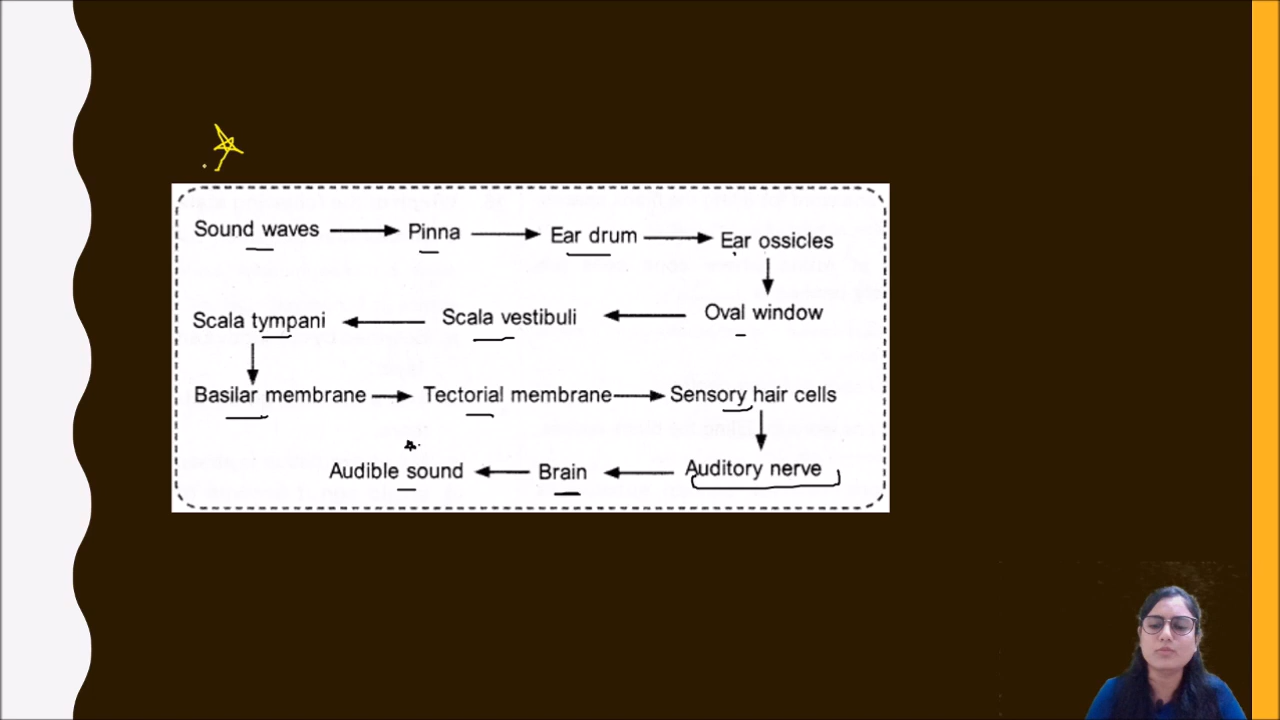 Sound waves → Pinna → Ear drum → Ear ossicles
Scala tympani ← Scala vestibuli ← Oval window
Basilar membrane → Tectorial membrane → Sensory hair cells
Audible sound ← Brain ← Auditory nerve